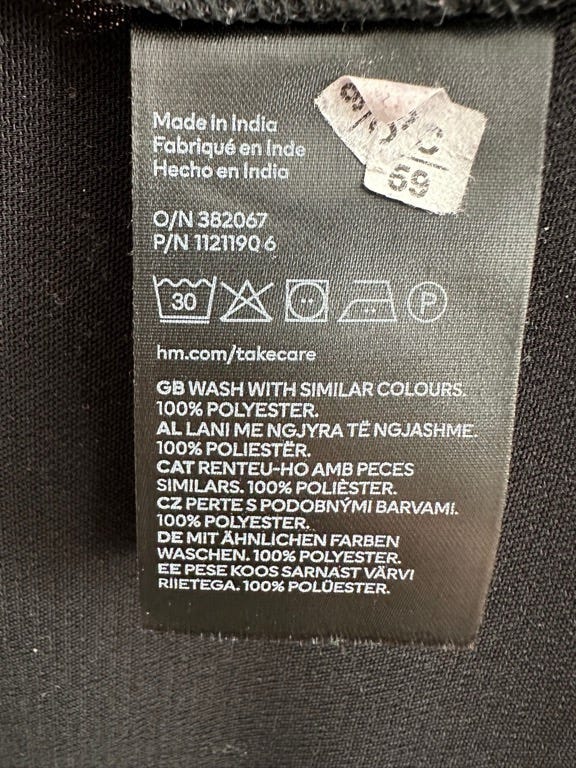 Made in India
Fabriqué en Inde
Hecho en India
59
O/N 382067
P/N 1121190 6
30
P
hm.com/takecare
GB WASH WITH SIMILAR COLOURS.
100% POLYESTER.
AL LANI ME NGJYRA TË NGJASHME.
100% POLIESTËR.
CAT RENTEU-HO AMB PECES
SIMILARS. 100% POLIÈSTER.
CZ PERTE S PODOBNÝMI BARVAMI.
100% POLYESTER.
DE MIT ÄHNLICHEN FARBEN
WASCHEN. 100% POLYESTER.
EE PESE KOOS SARNAST VÄRVI
RIIETEGA. 100% POLÜESTER.